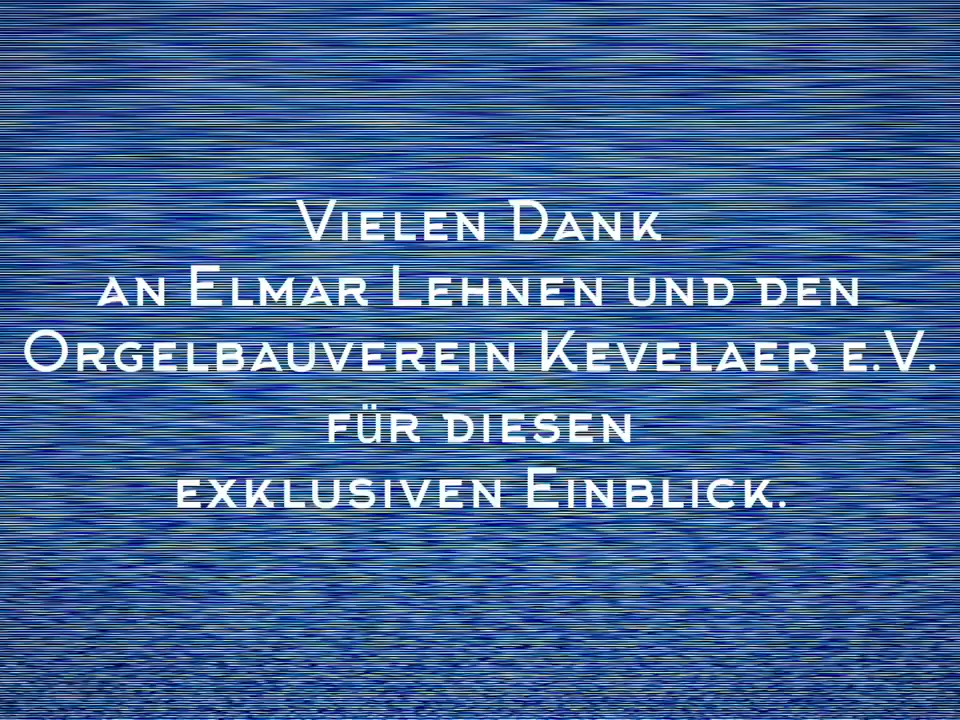 Vielen Dank
an Elmar Lehnen und den
Orgelbauverein Kevelaer e.V.
für diesen
exklusiven Einblick.